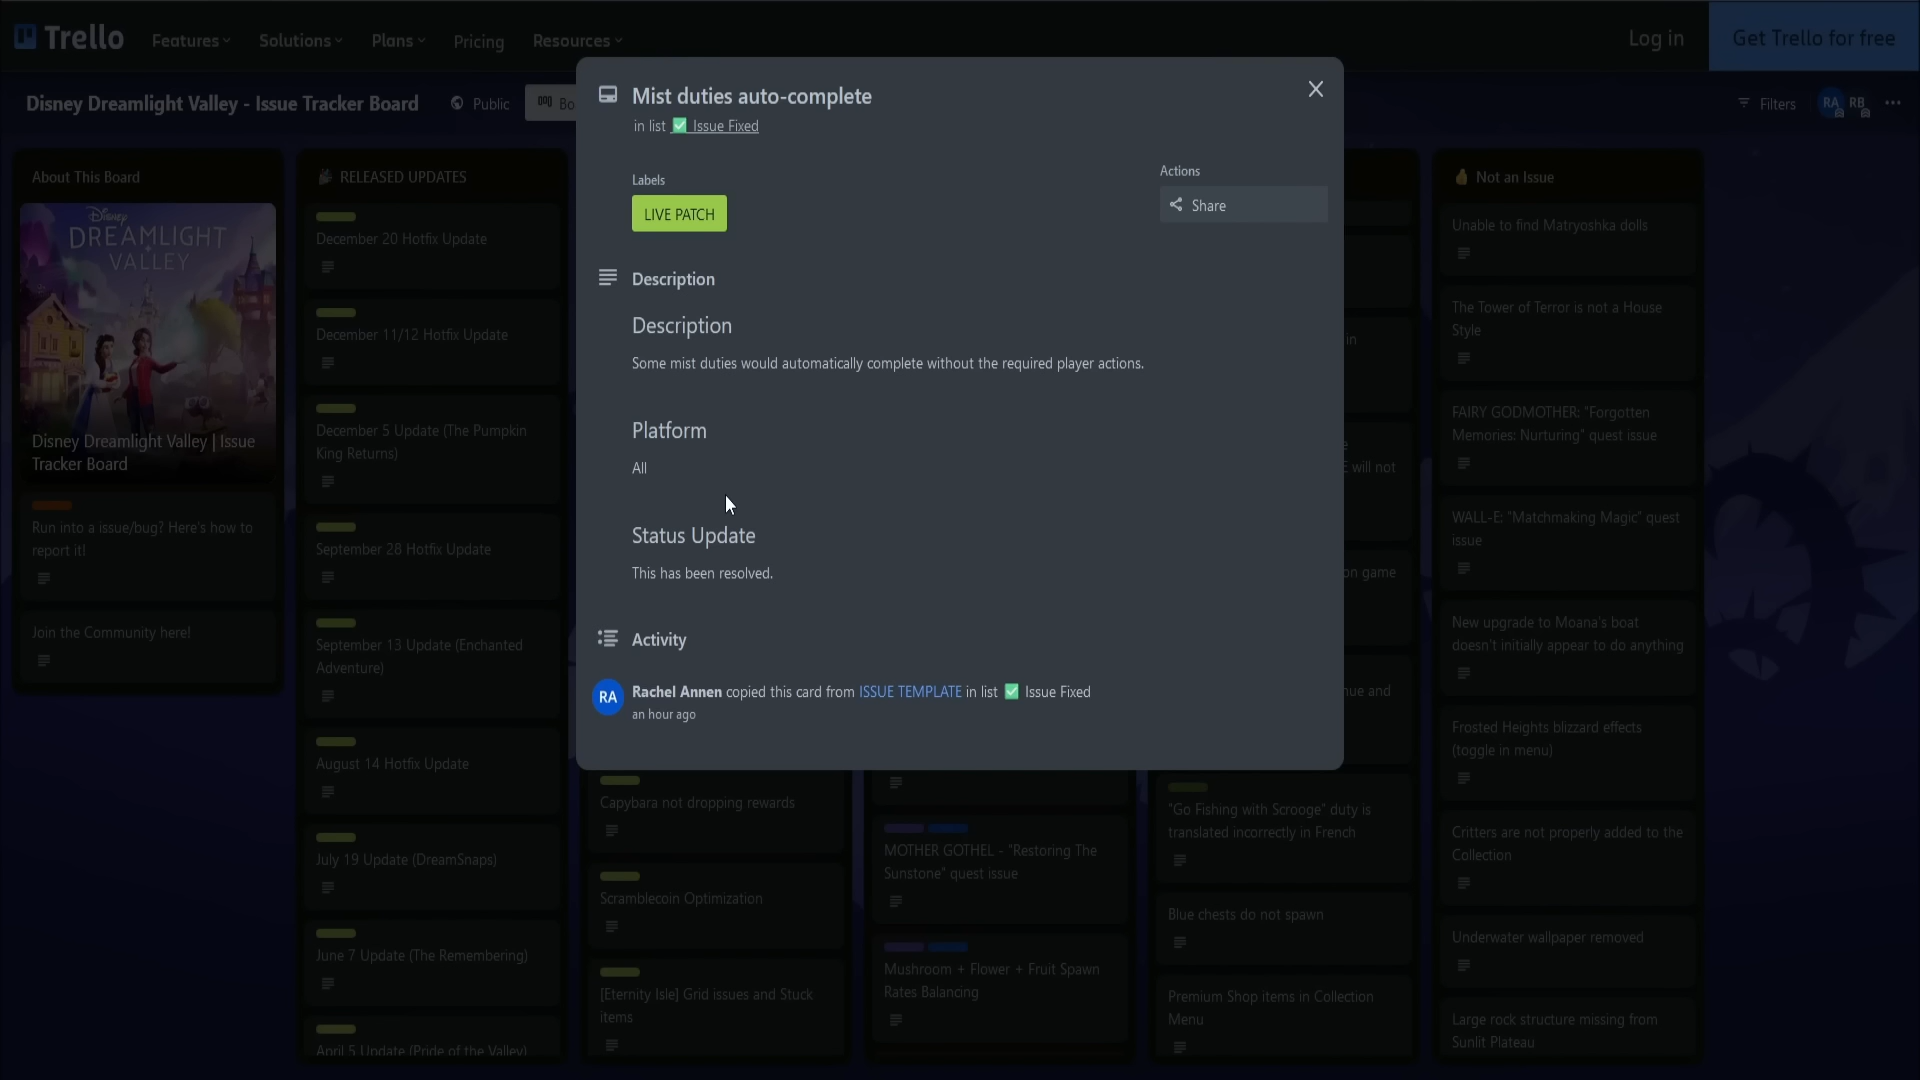 Trello
Features
Solutions
Plans
Pricing
Resources
Log in
Get Trello for free
Disney Dreamlight Valley - Issue Tracker Board
Public
Bo
Filters
RA
RB
About This Board
Disney
DREAMLIGHT
VALLEY
Disney Dreamlight Valley | Issue
Tracker Board
Run into a issue/bug? Here's how to
report it!
Join the Community here!
RELEASED UPDATES
December 20 Hotfix Update
December 11/12 Hotfix Update
December 5 Update (The Pumpkin
King Returns)
September 28 Hotfix Update
September 13 Update (Enchanted
Adventure)
August 14 Hotfix Update
July 19 Update (DreamSnaps)
June 7 Update (The Remembering)
April 5 Update (Pride of the Valley)
Mist duties auto-complete
in list ✅ Issue Fixed
Labels
LIVE PATCH
Actions
Share
Description
Description
Some mist duties would automatically complete without the required player actions.
Platform
All
Status Update
This has been resolved.
Activity
RA
Rachel Annen copied this card from ISSUE TEMPLATE in list ✅ Issue Fixed
an hour ago
Capybara not dropping rewards
Scramblecoin Optimization
[Eternity Isle] Grid issues and Stuck
items
MOTHER GOTHEL - "Restoring The
Sunstone" quest issue
Mushroom + Flower + Fruit Spawn
Rates Balancing
in
E will not
on game
nue and
"Go Fishing with Scrooge" duty is
translated incorrectly in French
Blue chests do not spawn
Premium Shop items in Collection
Menu
Not an Issue
Unable to find Matryoshka dolls
The Tower of Terror is not a House
Style
FAIRY GODMOTHER: "Forgotten
Memories: Nurturing" quest issue
WALL-E: "Matchmaking Magic" quest
issue
New upgrade to Moana's boat
doesn't initially appear to do anything
Frosted Heights blizzard effects
(toggle in menu)
Critters are not properly added to the
Collection
Underwater wallpaper removed
Large rock structure missing from
Sunlit Plateau